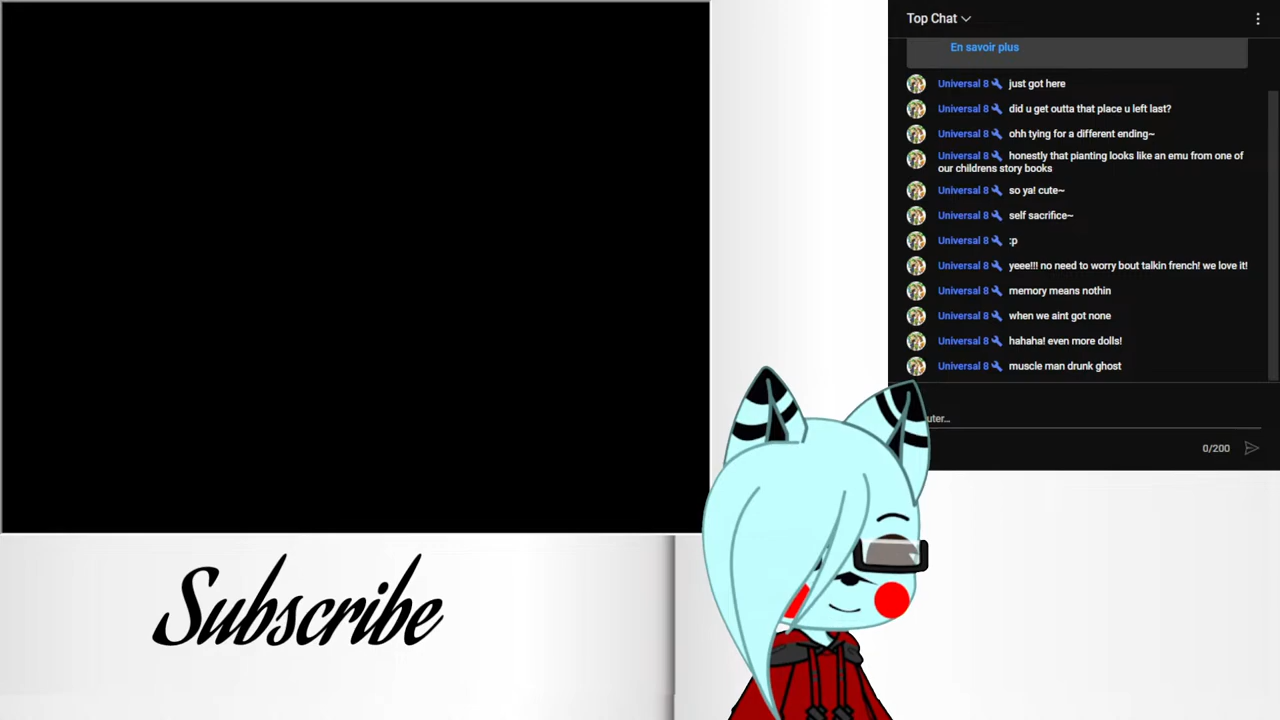 Top Chat
En savoir plus
Universal 8 just got here
Universal 8 did u get outta that place u left last?
Universal 8 ohh tying for a different ending~
Universal 8 honestly that pianting looks like an emu from one of
our childrens story books
Universal 8 so ya! cute~
Universal 8 self sacrifice~
Universal 8 :p
Universal 8 yeee!!! no need to worry bout talkin french! we love it!
Universal 8 memory means nothin
Universal 8 when we aint got none
Universal 8 hahaha! even more dolls!
Universal 8 muscle man drunk ghost
uter...
0/200
Subscribe